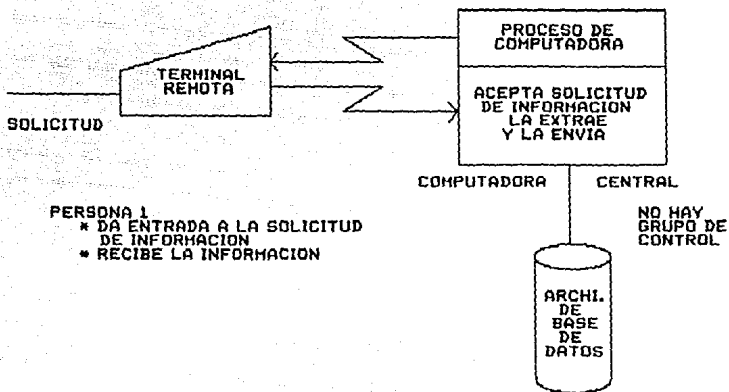 PROCESO DE
COMPUTADORA
TERMINAL
REMOTA
ACEPTA SOLICITUD
DE INFORMACION
LA EXTRAE
Y LA ENVIA
SOLICITUD
COMPUTADORA CENTRAL
PERSONA 1
* DA ENTRADA A LA SOLICITUD
DE INFORMACION
* RECIBE LA INFORMACION
NO HAY
GRUPO DE
CONTROL
ARCHI.
DE
BASE
DE
DATOS